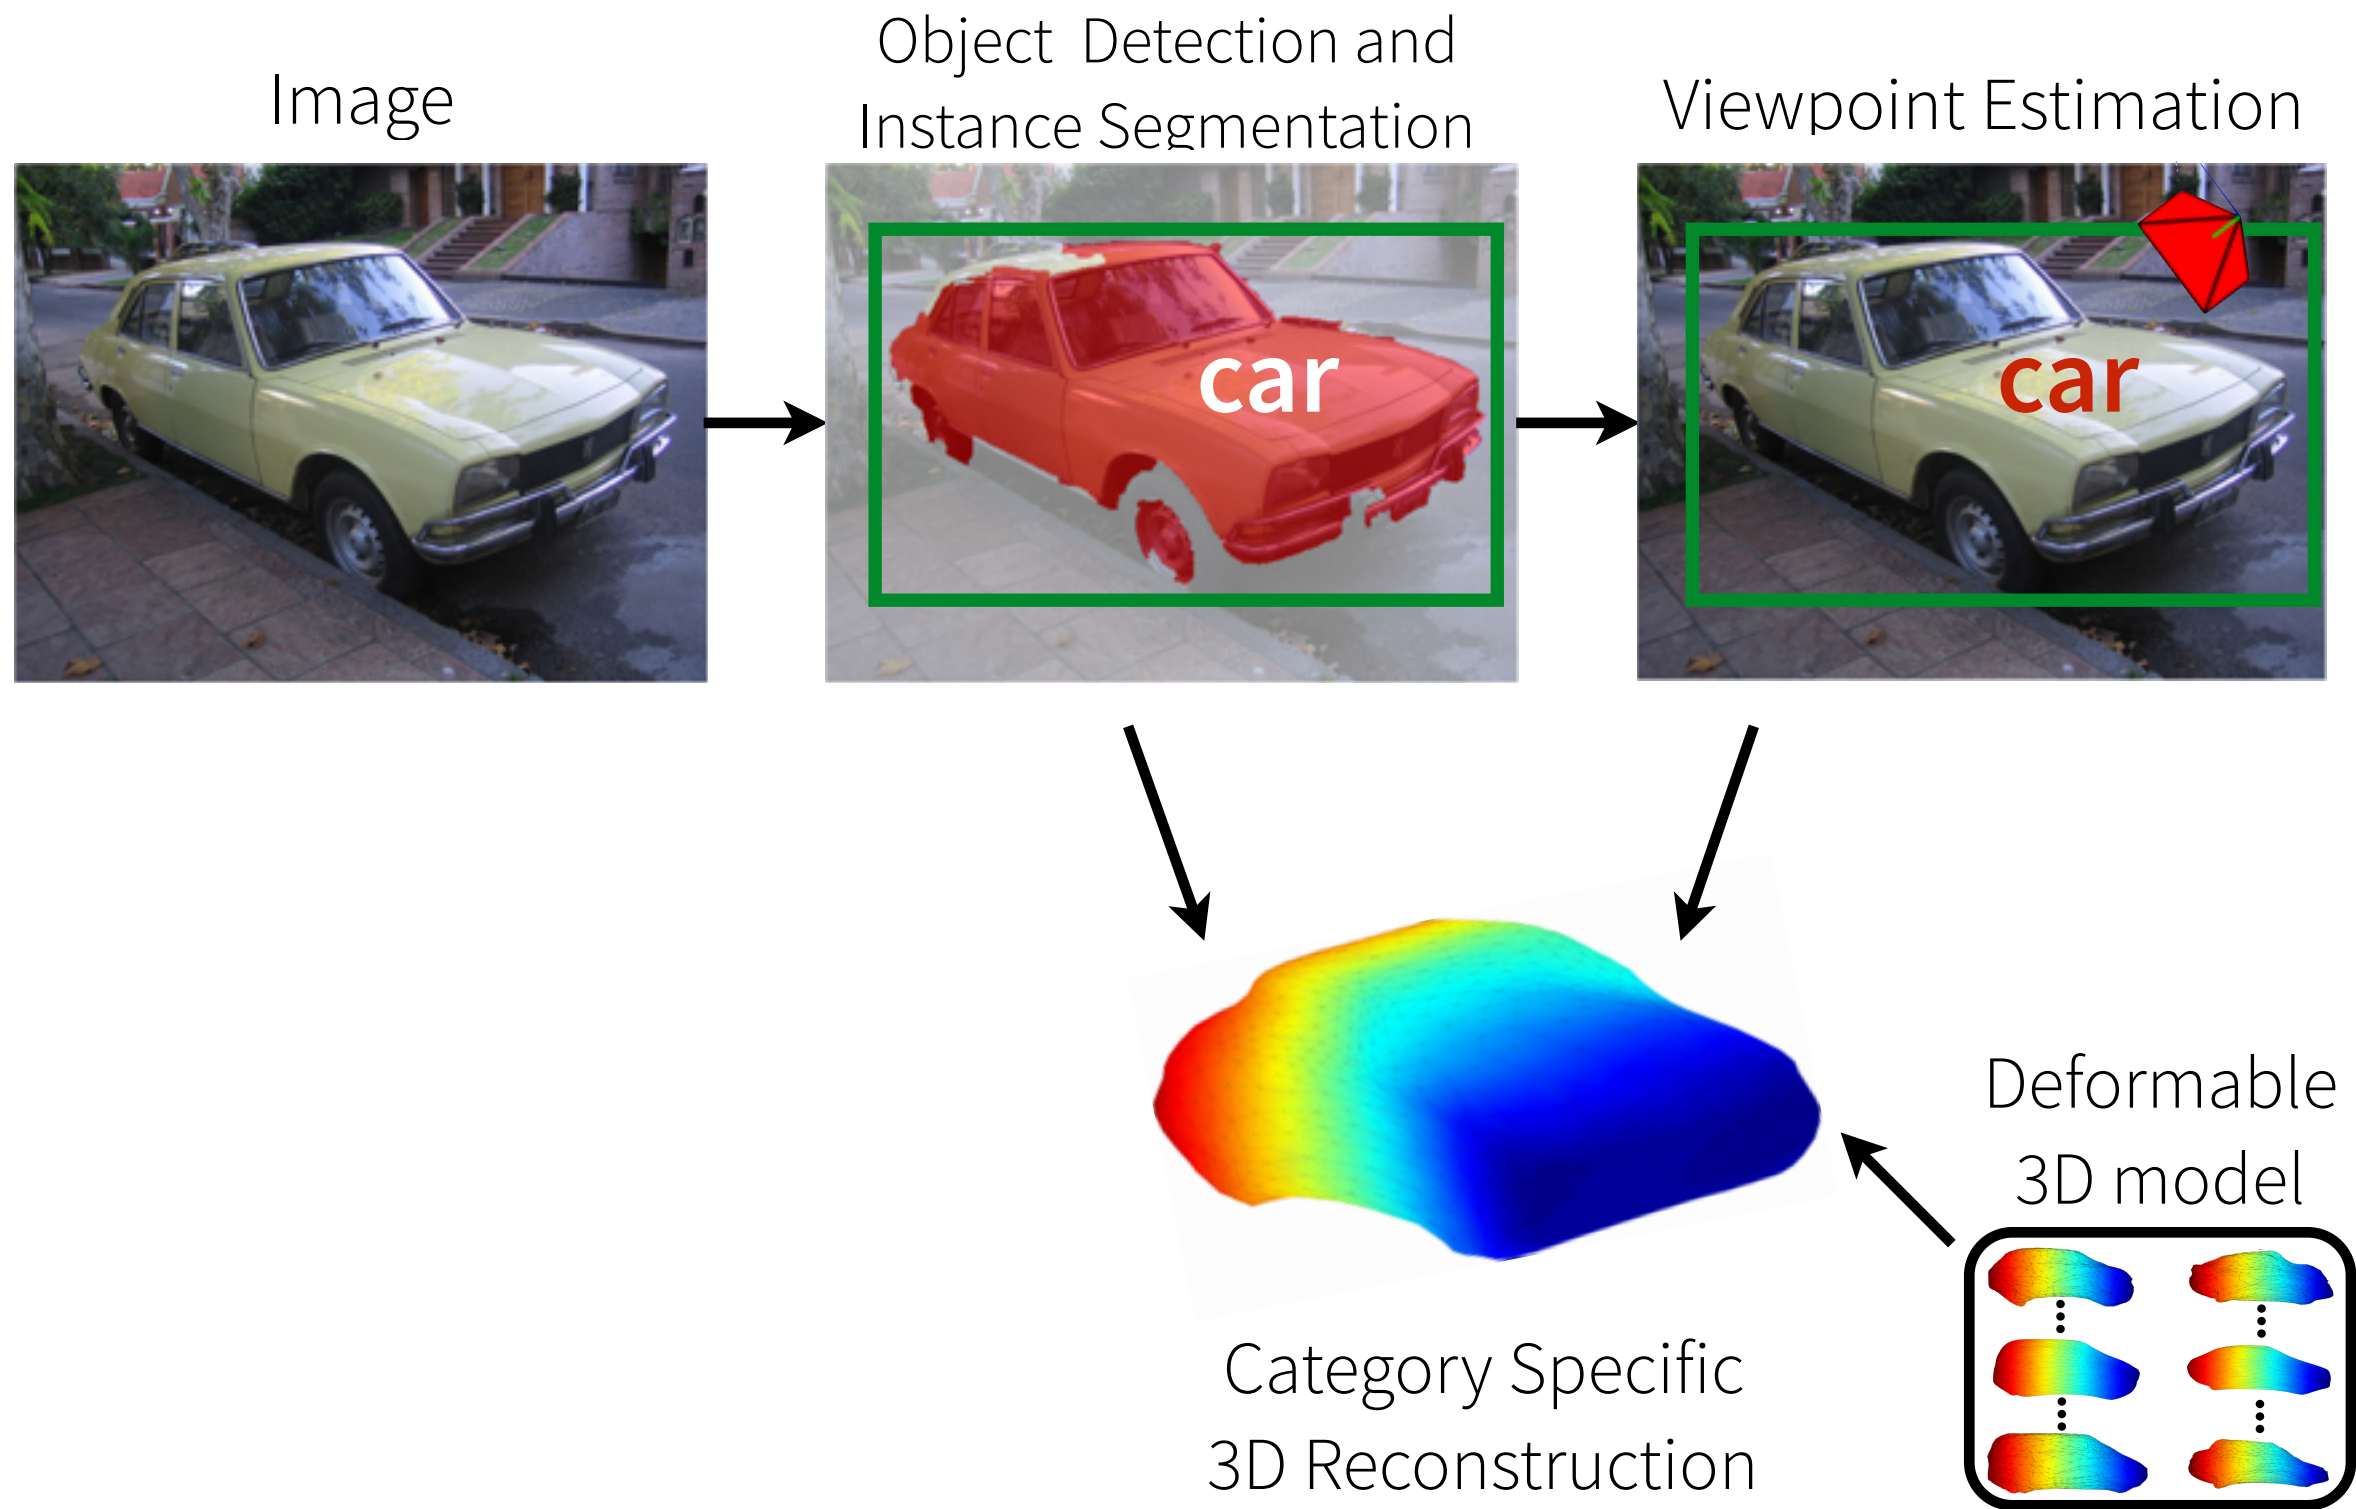 Image
Object Detection and
Instance Segmentation
Viewpoint Estimation
car
car
Deformable
3D model
Category Specific
3D Reconstruction